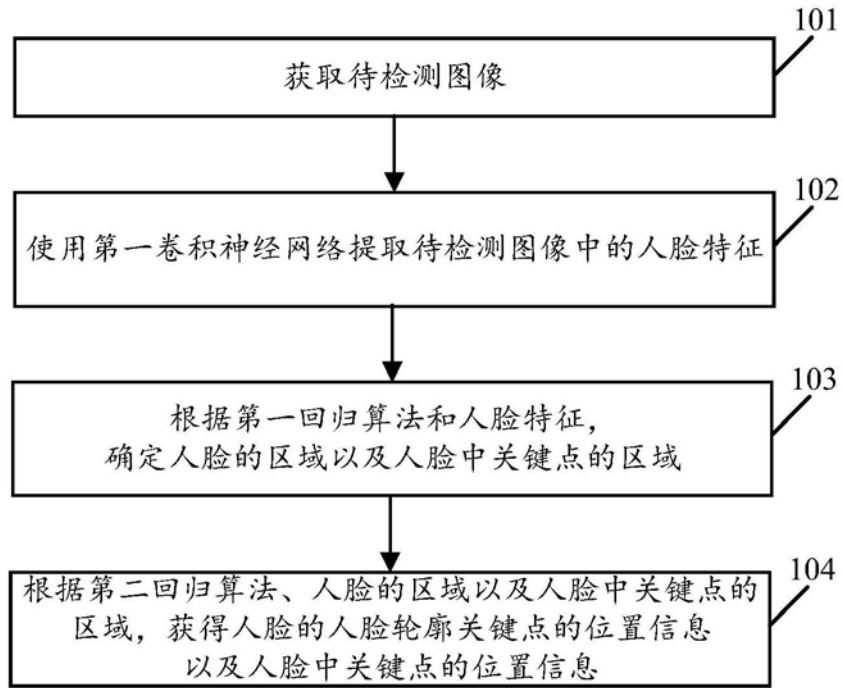 101
获取待检测图像
102
使用第一卷积神经网络提取待检测图像中的人脸特征
103
根据第一回归算法和人脸特征，
确定人脸的区域以及人脸中关键点的区域
104
根据第二回归算法、人脸的区域以及人脸中关键点的
区域，获得人脸的人脸轮廓关键点的位置信息
以及人脸中关键点的位置信息